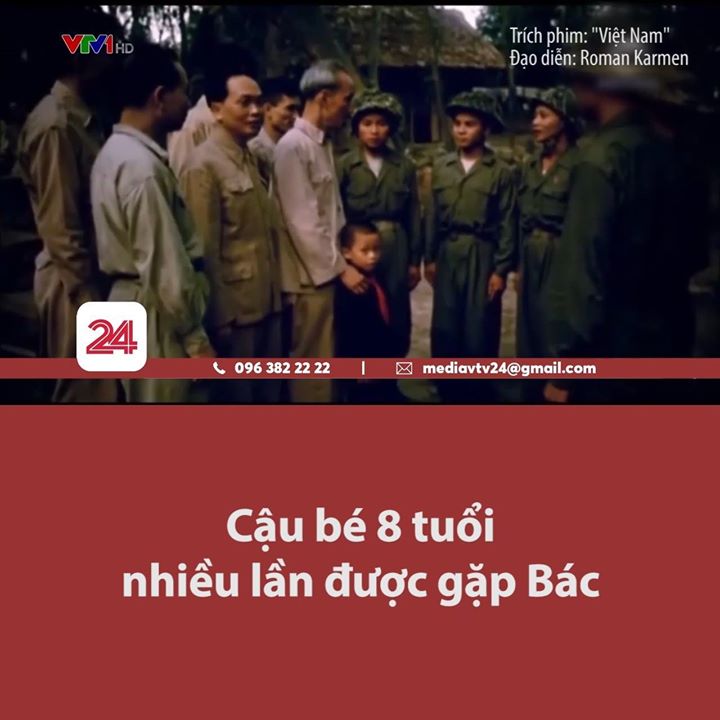 VTV1 HD
Trích phim: "Việt Nam"
Đạo diễn: Roman Karmen
24
096 382 22 22 | mediavtv24@gmail.com
Cậu bé 8 tuổi
nhiều lần được gặp Bác